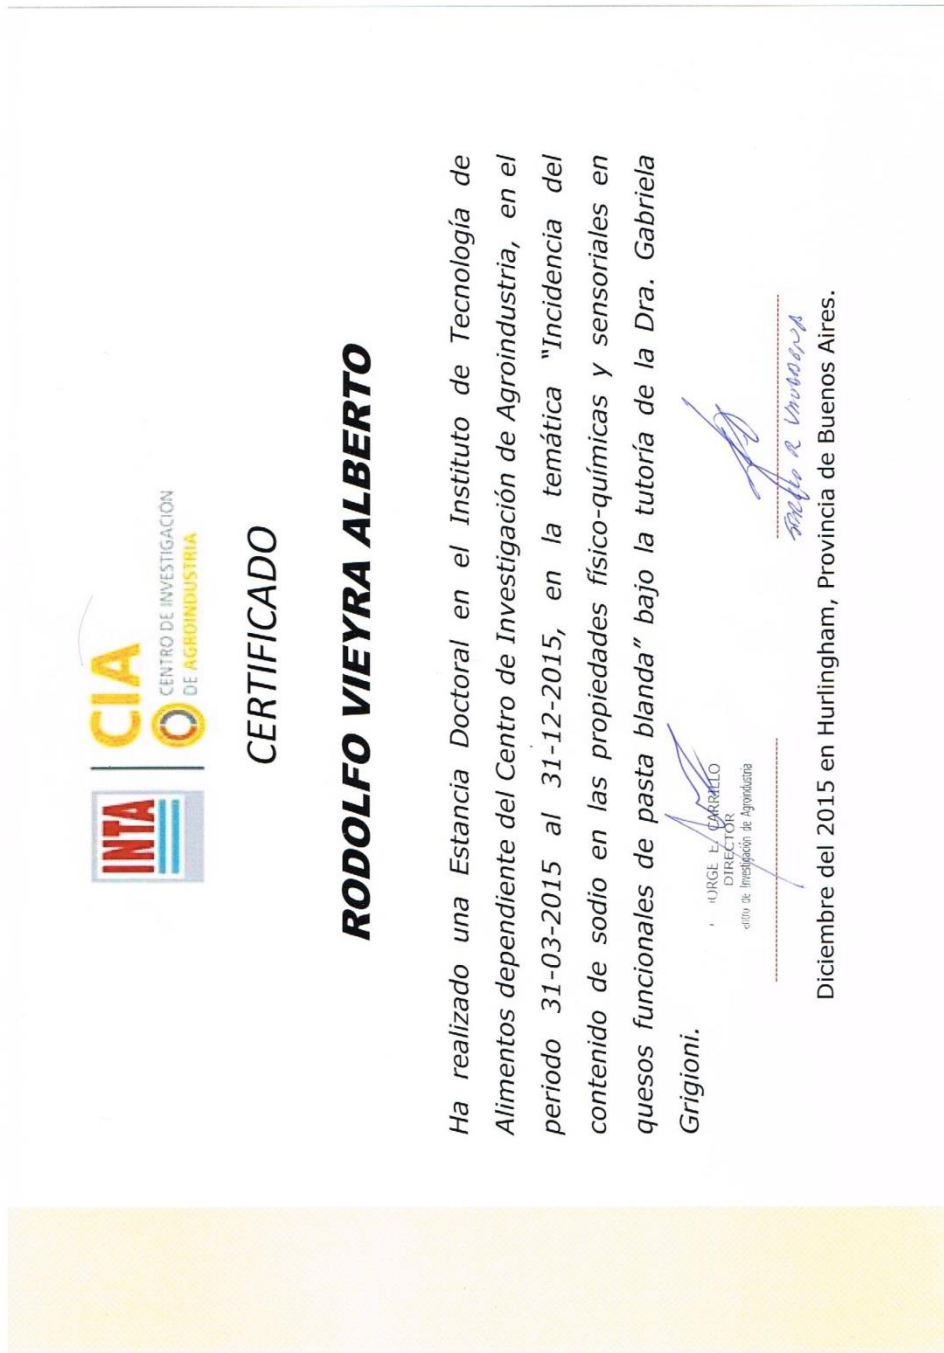 INTA
CIA
CENTRO DE INVESTIGACIÓN
DE AGROINDUSTRIA
CERTIFICADO
RODOLFO VIEYRA ALBERTO
Ha realizado una Estancia Doctoral en el Instituto de Tecnología de
Alimentos dependiente del Centro de Investigación de Agroindustria, en el
periodo 31-03-2015 al 31-12-2015, en la temática “Incidencia del
contenido de sodio en las propiedades físico-químicas y sensoriales en
quesos funcionales de pasta blanda” bajo la tutoría de la Dra. Gabriela
Grigioni.
E. CARRILLO
DIRECTOR
de Investigación de Agroindustria
Diciembre del 2015 en Hurlingham, Provincia de Buenos Aires.